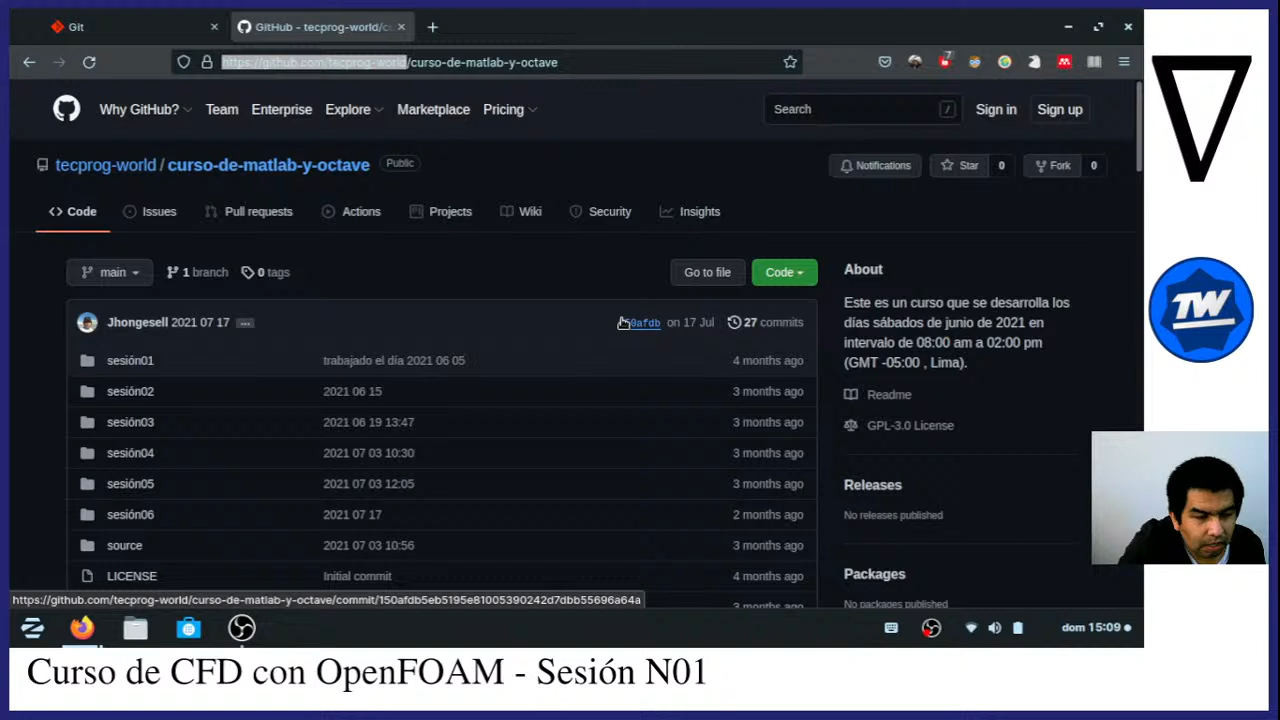 Git
GitHub - tecprog-world/cu
https://github.com/tecprog-world/curso-de-matlab-y-octave
7
Why GitHub?
Team
Enterprise
Explore
Marketplace
Pricing
Search
/
Sign in
Sign up
tecprog-world / curso-de-matlab-y-octave
Public
Notifications
Star
0
Fork
0
Code
Issues
Pull requests
Actions
Projects
Wiki
Security
Insights
main
1 branch
0 tags
Go to file
Code
About
Este es un curso que se desarrolla los
días sábados de junio de 2021 en
intervalo de 08:00 am a 02:00 pm
(GMT -05:00 , Lima).
Readme
GPL-3.0 License
Releases
No releases published
Packages
No packages published
Jhongesell 2021 07 17
0afdb on 17 Jul
27 commits
sesión01 trabajado el día 2021 06 05 4 months ago
sesión02 2021 06 15 3 months ago
sesión03 2021 06 19 13:47 3 months ago
sesión04 2021 07 03 10:30 3 months ago
sesión05 2021 07 03 12:05 3 months ago
sesión06 2021 07 17 2 months ago
source 2021 07 03 10:56 3 months ago
LICENSE Initial commit 4 months ago
3 months ago
https://github.com/tecprog-world/curso-de-matlab-y-octave/commit/150afdb5eb5195e81005390242d7dbb55696a64a
dom 15:09
TW
Curso de CFD con OpenFOAM - Sesión N01